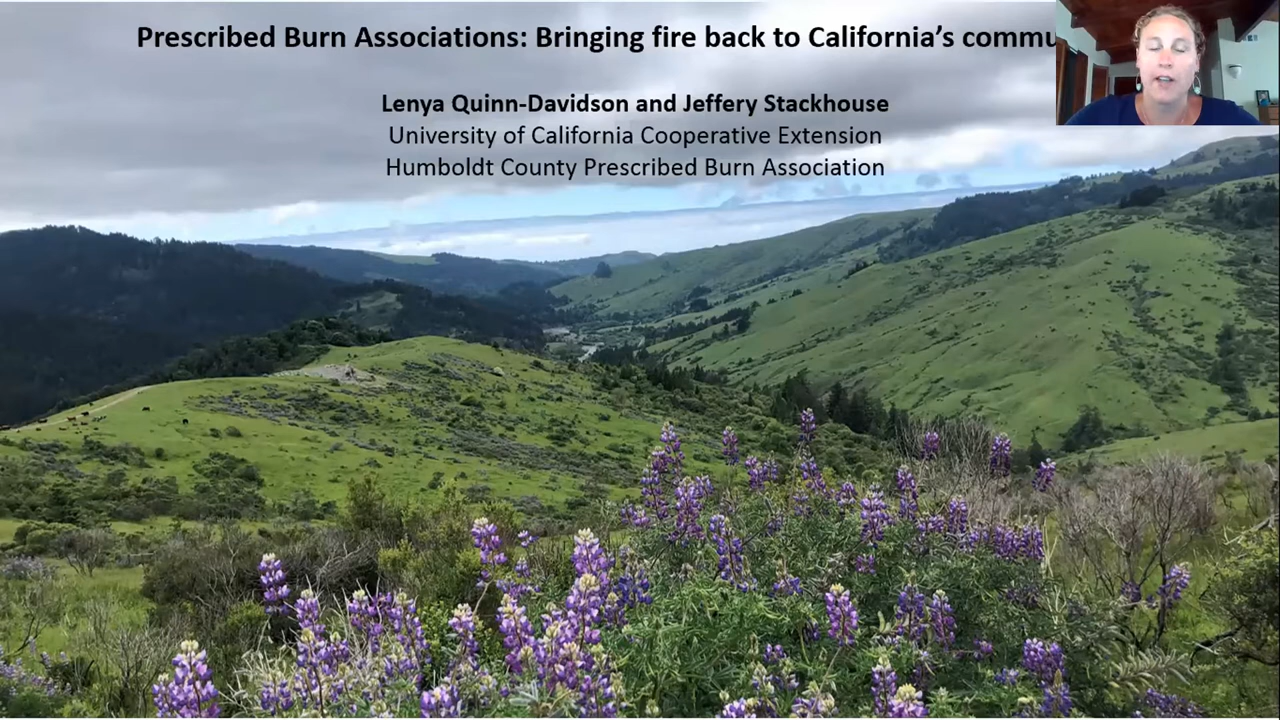 Prescribed Burn Associations: Bringing fire back to California's commu
Lenya Quinn-Davidson and Jeffery Stackhouse
University of California Cooperative Extension
Humboldt County Prescribed Burn Association